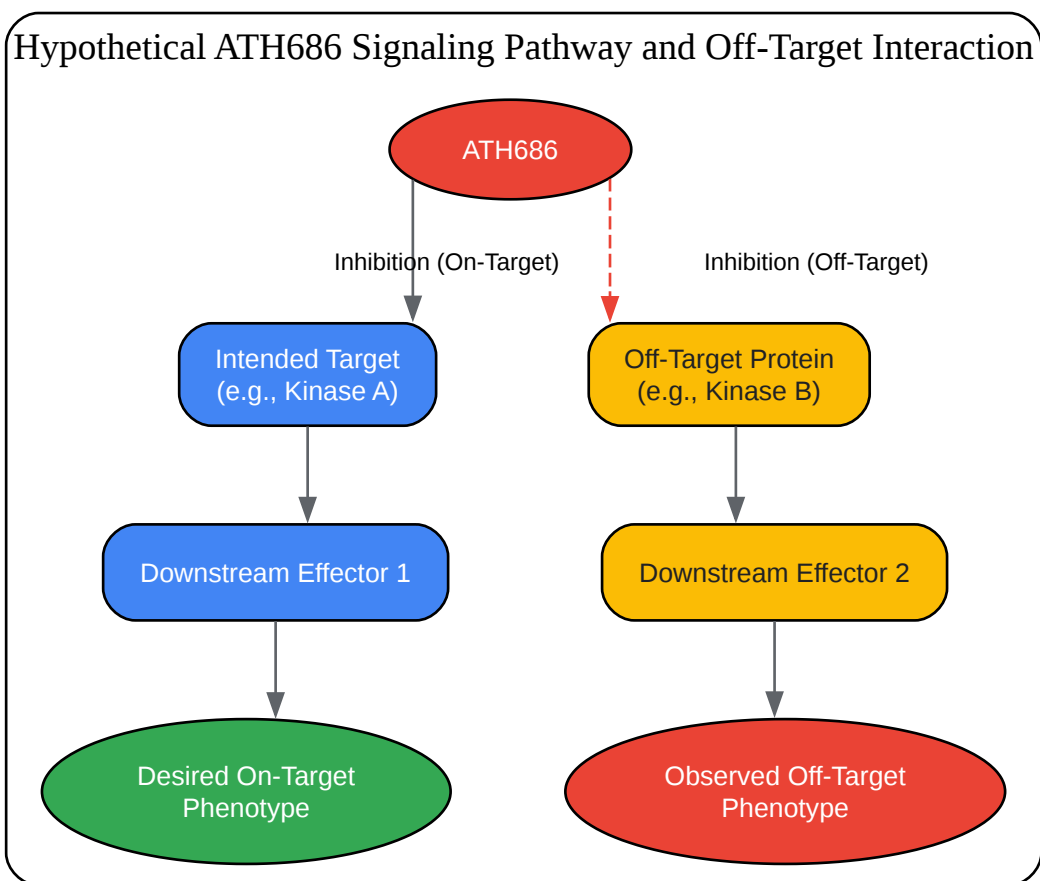 Hypothetical ATH686 Signaling Pathway and Off-Target Interaction
ATH686
Inhibition (On-Target)
Inhibition (Off-Target)
Intended Target
(e.g., Kinase A)
Off-Target Protein
(e.g., Kinase B)
Downstream Effector 1
Downstream Effector 2
Desired On-Target
Phenotype
Observed Off-Target
Phenotype